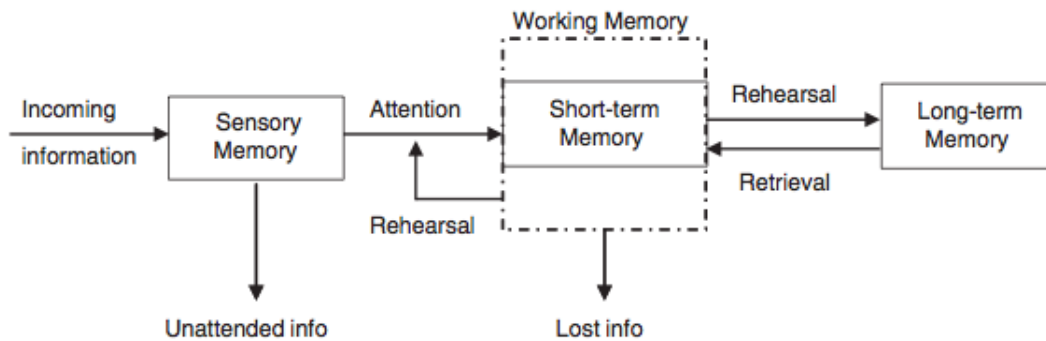 Working Memory
Incoming
information
Sensory
Memory
Attention
Rehearsal
Short-term
Memory
Rehearsal
Retrieval
Long-term
Memory
Unattended info
Lost info